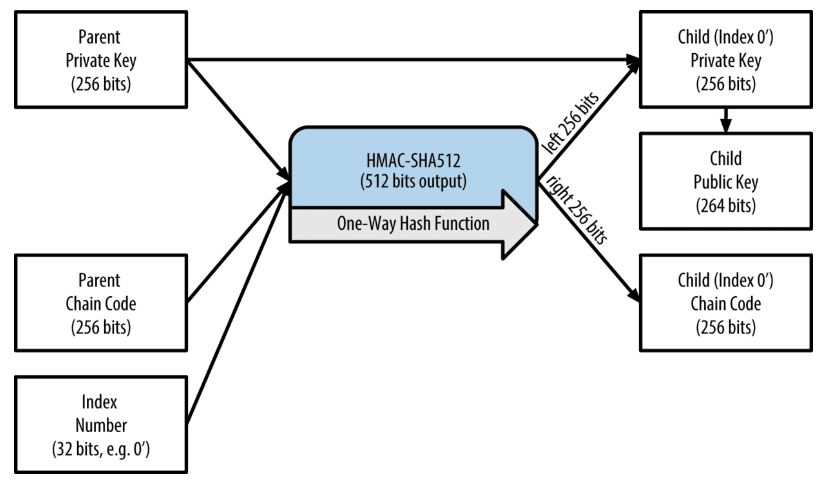 Parent
Private Key
(256 bits)
Child (Index 0’)
Private Key
(256 bits)
left 256 bits
HMAC-SHA512
(512 bits output)
Child
Public Key
(264 bits)
right 256 bits
One-Way Hash Function
Parent
Chain Code
(256 bits)
Child (Index 0’)
Chain Code
(256 bits)
Index
Number
(32 bits, e.g. 0’)